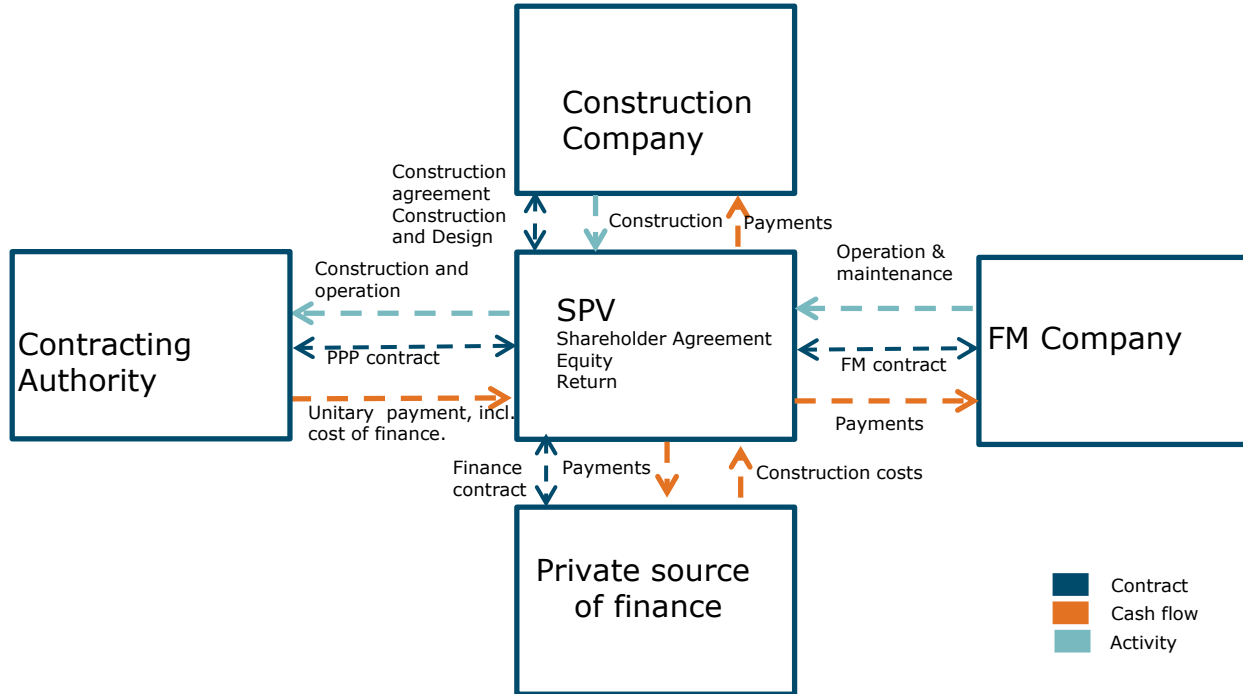 Construction
Company
Construction
agreement
Construction
and Design
Construction
Payments
Construction and
operation
Operation &
maintenance
Contracting
Authority
PPP contract
SPV
Shareholder Agreement
Equity
Return
FM contract
FM Company
Unitary payment, incl.
cost of finance.
Payments
Finance
contract
Payments
Construction costs
Private source
of finance
Contract
Cash flow
Activity